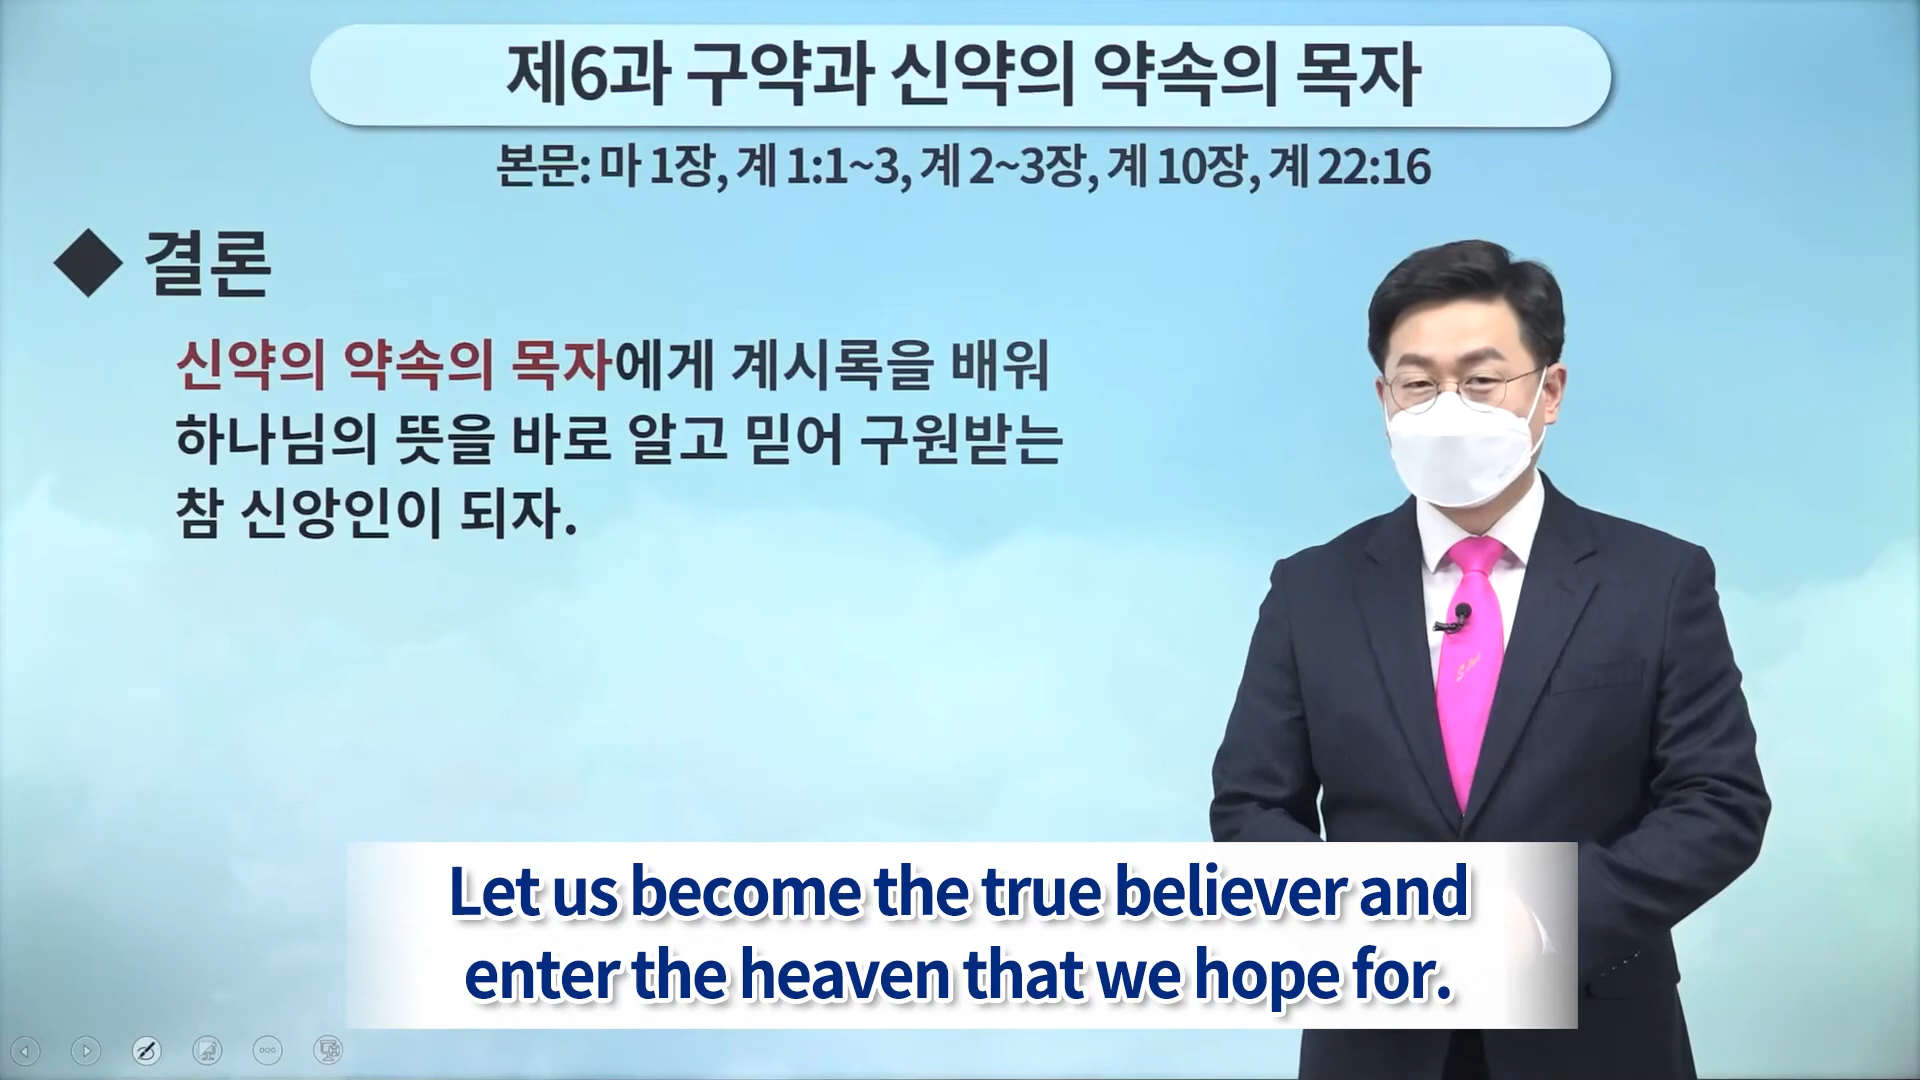 제6과 구약과 신약의 약속의 목자
본문: 마 1장, 계 1:1~3, 계 2~3장, 계 10장, 계 22:16
◆ 결론
신약의 약속의 목자에게 계시록을 배워
하나님의 뜻을 바로 알고 믿어 구원받는
참 신앙인이 되자.
Let us become the true believer and
enter the heaven that we hope for.